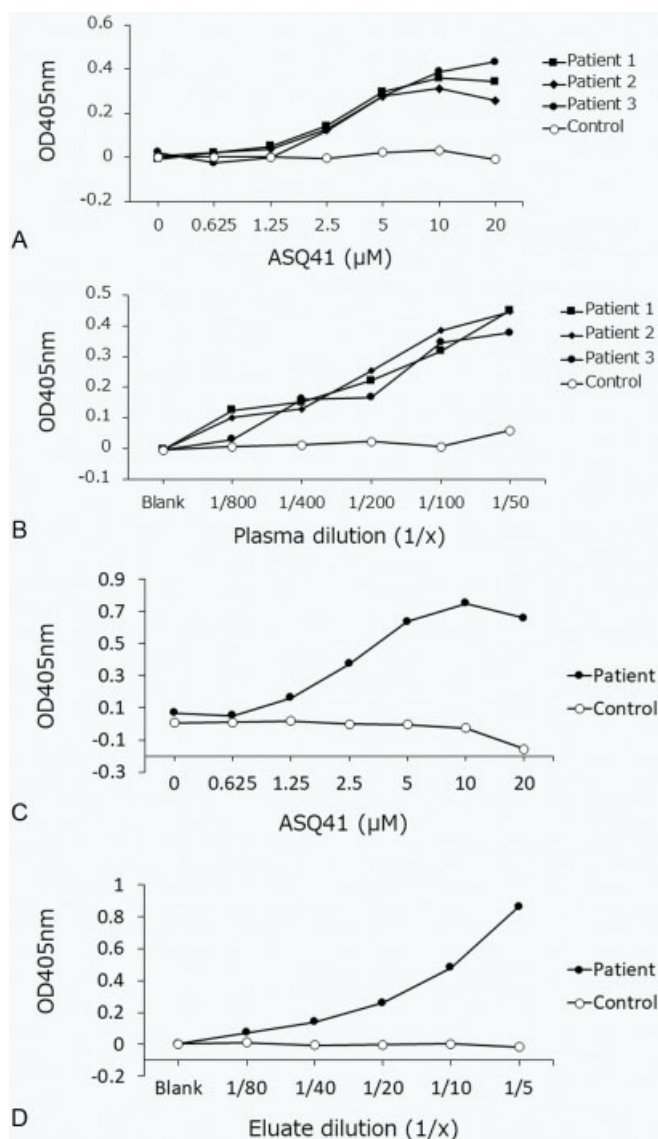 0.6
0.4
0.2
0
-0.2
OD405nm
0 0.625 1.25 2.5 5 10 20
ASQ41 (µM)
Patient 1
Patient 2
Patient 3
Control
A
0.5
0.4
0.3
0.2
0.1
0
-0.1
OD405nm
Blank 1/800 1/400 1/200 1/100 1/50
Plasma dilution (1/x)
Patient 1
Patient 2
Patient 3
Control
B
0.9
0.7
0.5
0.3
0.1
-0.1
-0.3
OD405nm
0 0.625 1.25 2.5 5 10 20
ASQ41 (µM)
Patient
Control
C
1
0.8
0.6
0.4
0.2
0
-0.2
OD405nm
Blank 1/80 1/40 1/20 1/10 1/5
Eluate dilution (1/x)
Patient
Control
D